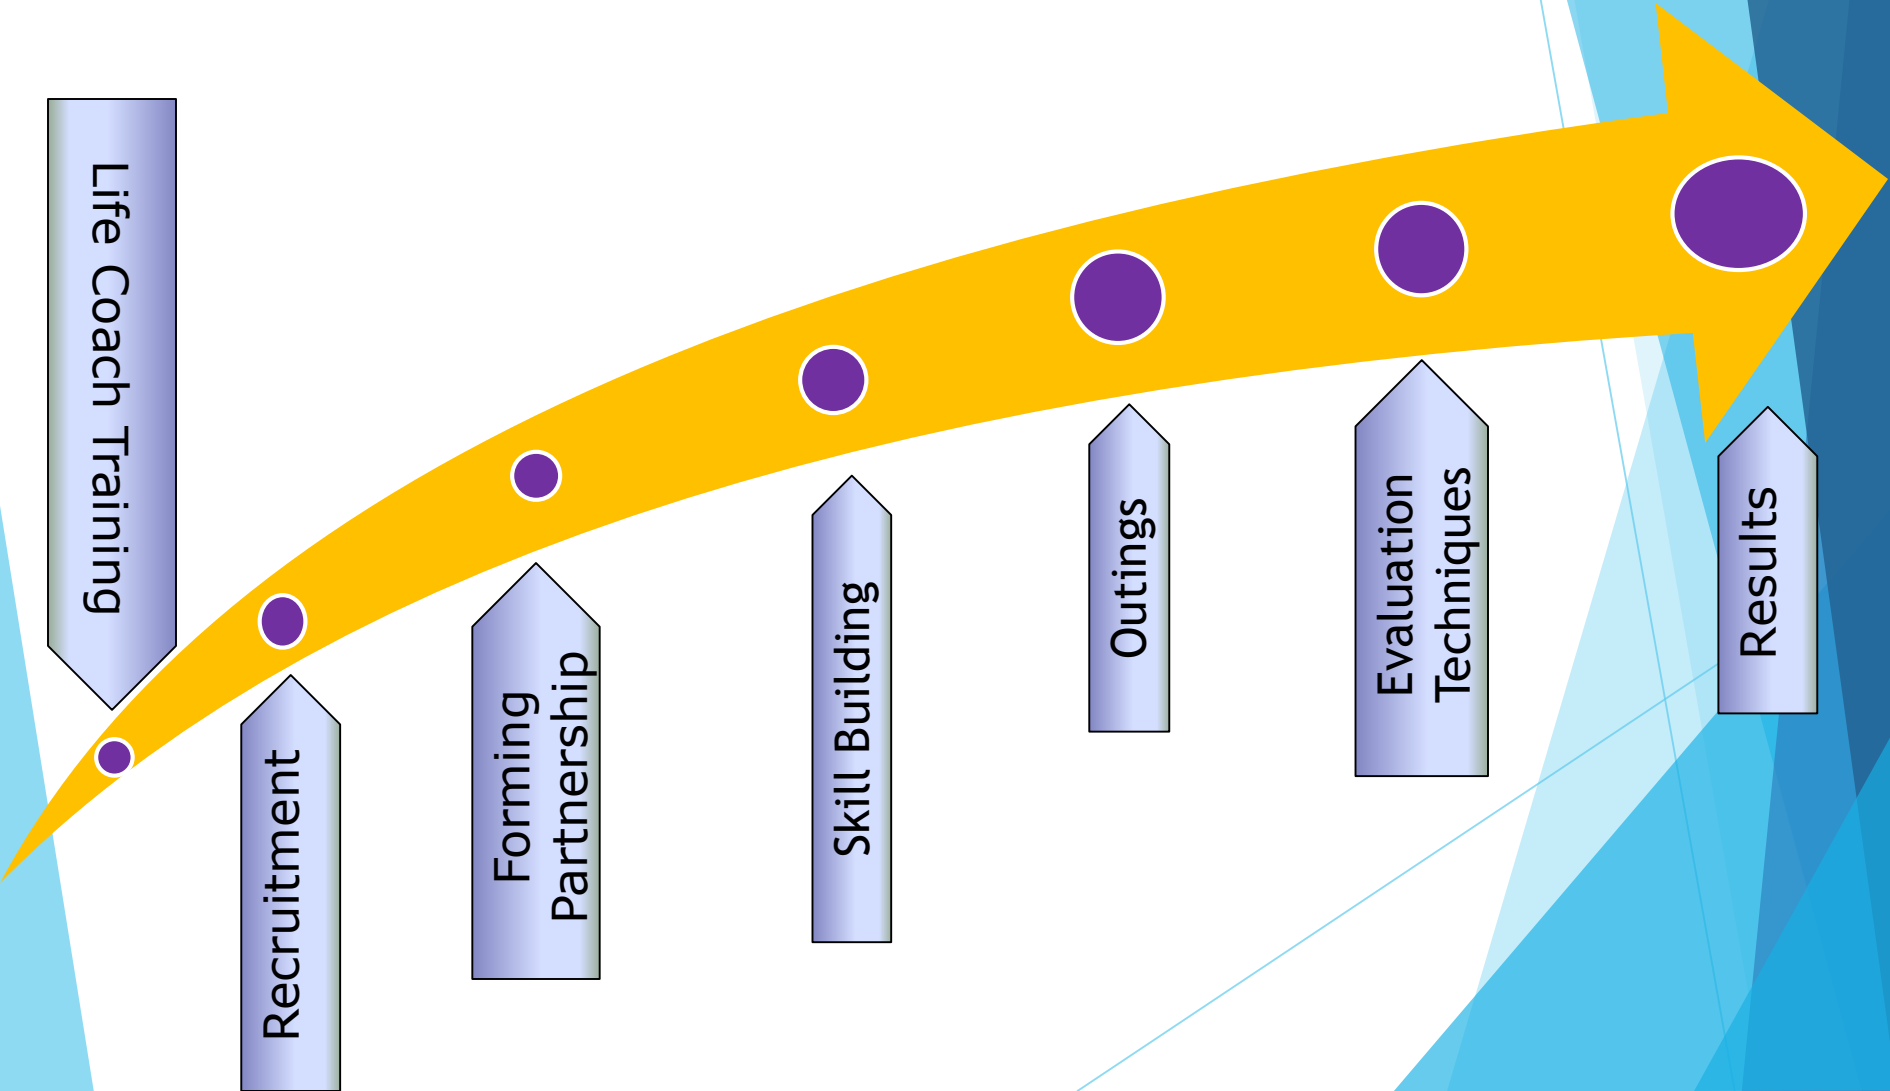 Life Coach Training
Recruitment
Forming
Partnership
Skill Building
Outings
Evaluation
Techniques
Results